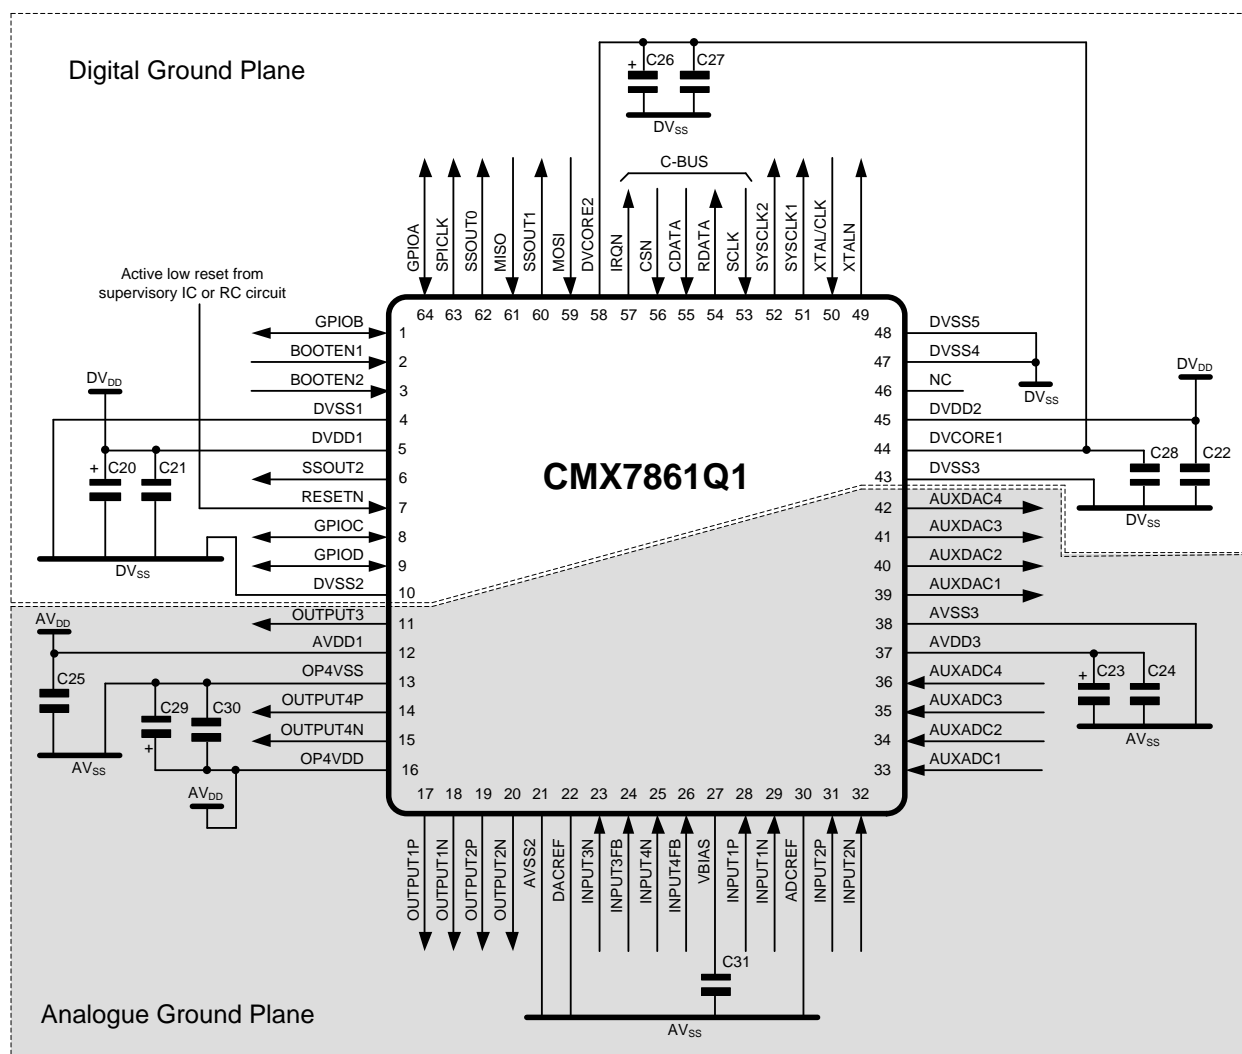 Digital Ground Plane
C26
C27
+
DVSS
C-BUS
GPIOA
SPICLK
SSOUT0
MISO
SSOUT1
MOSI
DVCORE2
IRQN
CSN
CDATA
RDATA
SCLK
SYSCLK2
SYSCLK1
XTAL/CLK
XTALN
64
63
62
61
60
59
58
57
56
55
54
53
52
51
50
49
Active low reset from
supervisory IC or RC circuit
GPIOB
1
BOOTEN1
2
BOOTEN2
3
DVSS1
4
DVDD1
5
SSOUT2
6
RESETN
7
GPIOC
8
GPIOD
9
DVSS2
10
OUTPUT3
11
AVDD1
12
OP4VSS
13
OUTPUT4P
14
OUTPUT4N
15
OP4VDD
16
DVDD
+
C20
C21
DVSS
AVDD
C25
C29
+
C30
AVSS
AVDD
CMX7861Q1
48
DVSS5
47
DVSS4
46
NC
45
DVDD2
44
DVCORE1
43
DVSS3
42
AUXDAC4
41
AUXDAC3
40
AUXDAC2
39
AUXDAC1
38
AVSS3
37
AVDD3
36
AUXADC4
35
AUXADC3
34
AUXADC2
33
AUXADC1
DVSS
DVDD
C28
C22
DVSS
+
C23
C24
AVSS
17
18
19
20
21
22
23
24
25
26
27
28
29
30
31
32
OUTPUT1P
OUTPUT1N
OUTPUT2P
OUTPUT2N
AVSS2
DACREF
INPUT3N
INPUT3FB
INPUT4N
INPUT4FB
VBIAS
INPUT1P
INPUT1N
ADCREF
INPUT2P
INPUT2N
C31
AVSS
Analogue Ground Plane